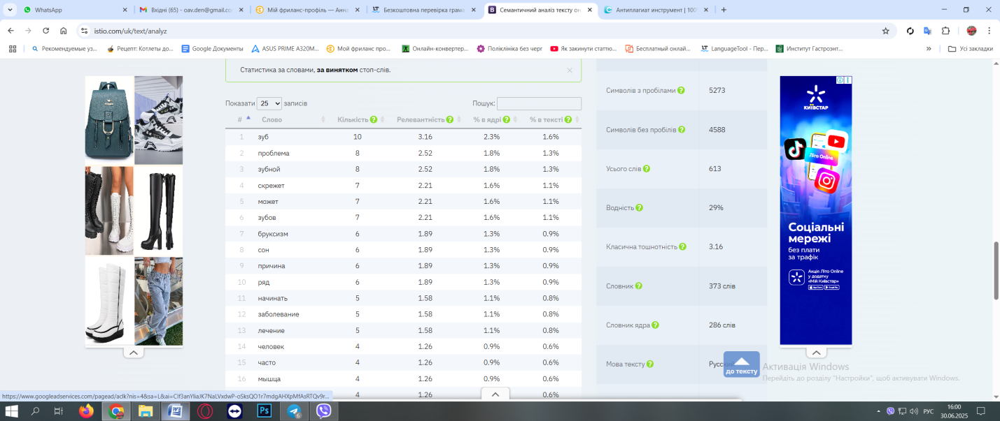 WhatsApp
Вхідні (65) - oav.den@gmail.co
Мій фриланс-профіль — Анна
Безкоштовна перевірка грама
Семантичний аналіз тексту он
Антиплагиат инструмент | 100
istio.com/uk/text/analyz
Рекомендуемые уз...
Рецепт: Котлеты до...
Google Документы
ASUS PRIME A320M...
Мой фриланс про...
Онлайн-конвертер...
Поліклініка без черг
Як закинути статтю...
Бесплатный онлай...
LanguageTool - Пер...
Институт Гастроэнт...
»
Усі закладки
Статистика за словами, за винятком стоп-слів.
Показати 25 записів
Пошук:
# Слово Кількість Релевантність % в ядрі % в тексті
1 зуб 10 3.16 2.3% 1.6%
2 проблема 8 2.52 1.8% 1.3%
3 зубной 8 2.52 1.8% 1.3%
4 скрежет 7 2.21 1.6% 1.1%
5 может 7 2.21 1.6% 1.1%
6 зубов 7 2.21 1.6% 1.1%
7 бруксизм 6 1.89 1.3% 0.9%
8 сон 6 1.89 1.3% 0.9%
9 причина 6 1.89 1.3% 0.9%
10 ряд 6 1.89 1.3% 0.9%
11 начинать 5 1.58 1.1% 0.8%
12 заболевание 5 1.58 1.1% 0.8%
13 лечение 5 1.58 1.1% 0.8%
14 человек 4 1.26 0.9% 0.6%
15 часто 4 1.26 0.9% 0.6%
16 мышца 4 1.26 0.9% 0.6%
4 1.26 0.6%
Символів з пробілами 5273
Символів без пробілів 4588
Усього слів 613
Водність 29%
Класична тошнотність 3.16
Словник 373 слів
Словник ядра 286 слів
Мова тексту
до тексту
КИЇВСТАР
Літо Online
Соціальні
мережі
без плати
за трафік
Акція Літо Online
у додатку
«Мій Київстар»
Активація Windows
Перейдіть до розділу "Настройки", щоб активувати Windows.
РУС
16:00
30.06.2025